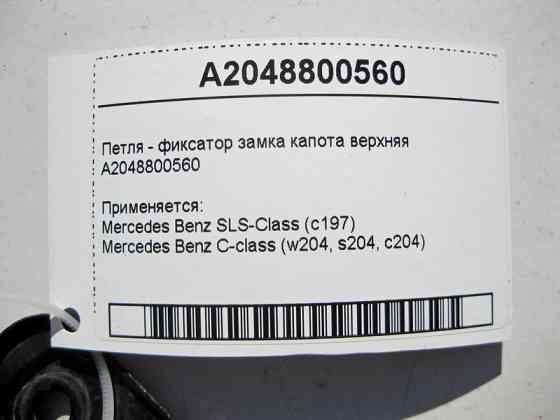 A2048800560
Петля - фиксатор замка капота верхняя
A2048800560
Применяется:
Mercedes Benz SLS-Class (c197)
Mercedes Benz C-class (w204, s204, c204)